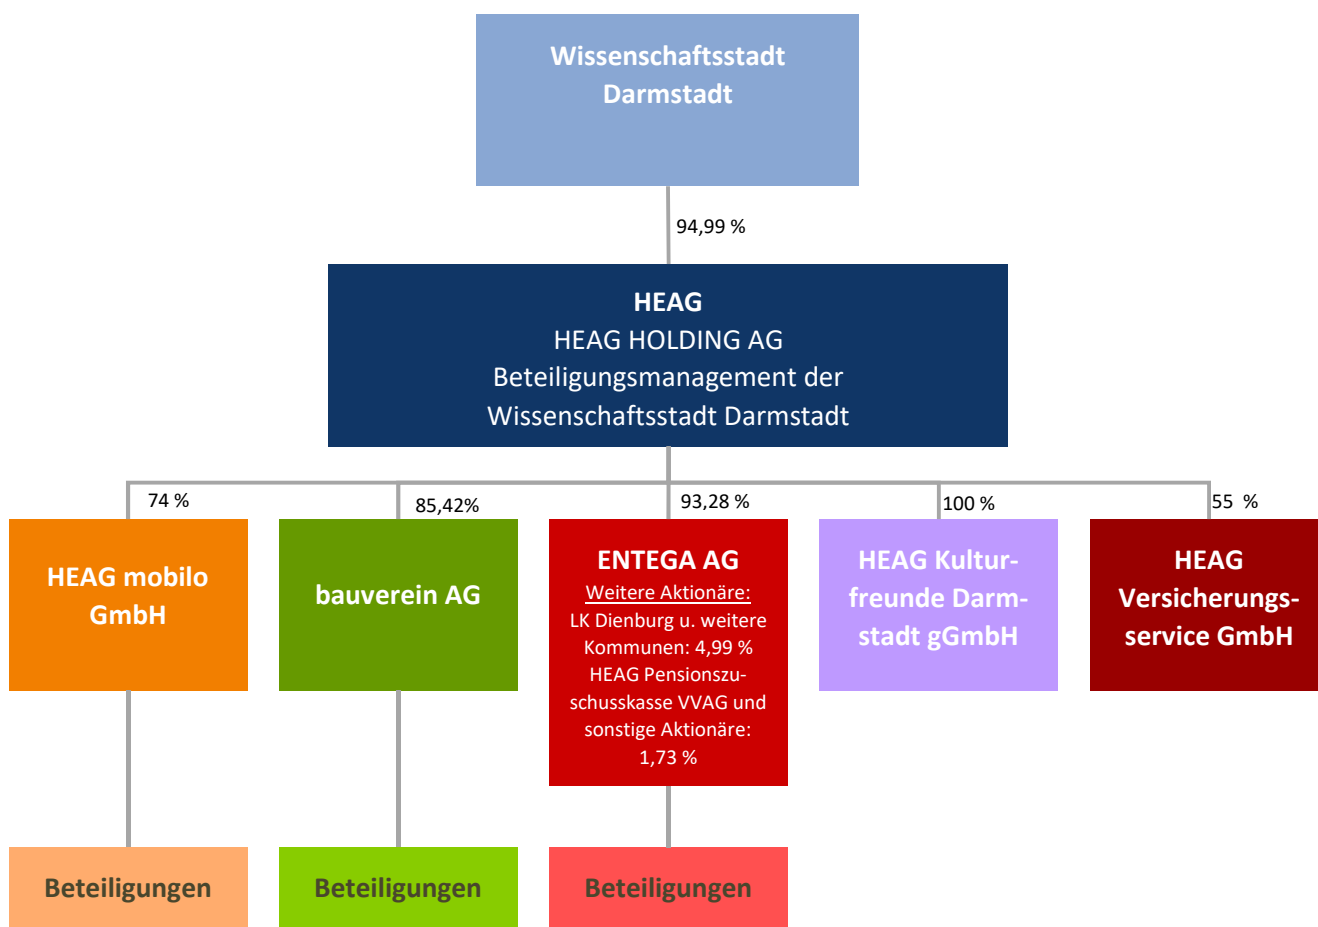 Wissenschaftsstadt
Darmstadt
94,99 %
HEAG
HEAG HOLDING AG
Beteiligungsmanagement der
Wissenschaftsstadt Darmstadt
74 %
85,42%
93,28 %
100 %
55  %
HEAG mobilo
GmbH
bauverein AG
ENTEGA AG
Weitere Aktionäre:
LK Dienburg u. weitere
Kommunen: 4,99 %
HEAG Pensionszu-
schusskasse VVAG und
sonstige Aktionäre:
1,73 %
HEAG Kultur-
freunde Darm-
stadt gGmbH
HEAG
Versicherungs-
service GmbH
Beteiligungen
Beteiligungen
Beteiligungen